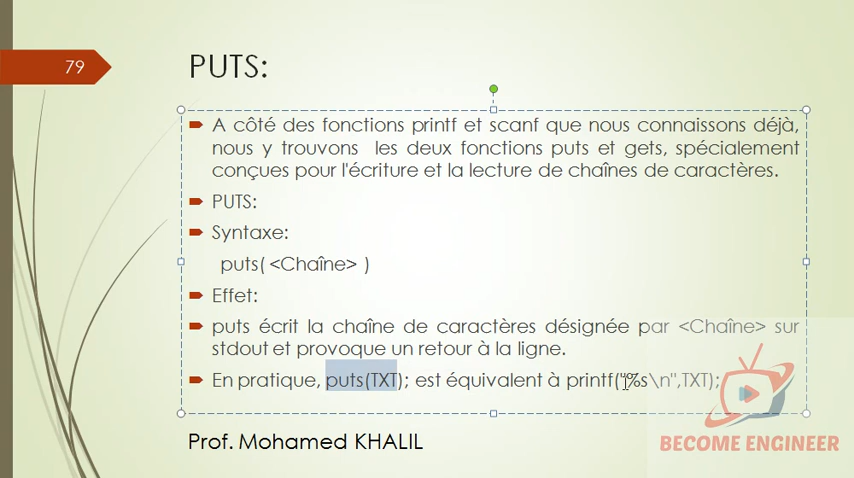 79
PUTS:
A côté des fonctions printf et scanf que nous connaissons déjà,
nous y trouvons les deux fonctions puts et gets, spécialement
conçues pour l'écriture et la lecture de chaînes de caractères.
PUTS:
Syntaxe:
puts( <Chaîne> )
Effet:
puts écrit la chaîne de caractères désignée par <Chaîne> sur
stdout et provoque un retour à la ligne.
En pratique, puts(TXT); est équivalent à printf("%s\n",TXT);
Prof. Mohamed KHALIL
BECOME ENGINEER